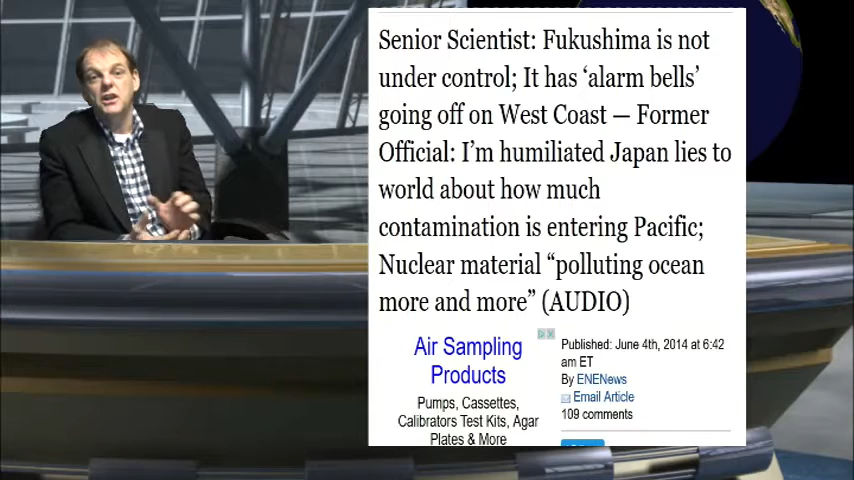 Senior Scientist: Fukushima is not
under control; It has ‘alarm bells’
going off on West Coast — Former
Official: I’m humiliated Japan lies to
world about how much
contamination is entering Pacific;
Nuclear material “polluting ocean
more and more” (AUDIO)
Air Sampling
Products
Pumps, Cassettes,
Calibrators Test Kits, Agar
Plates & More
Published: June 4th, 2014 at 6:42
am ET
By ENENews
Email Article
109 comments